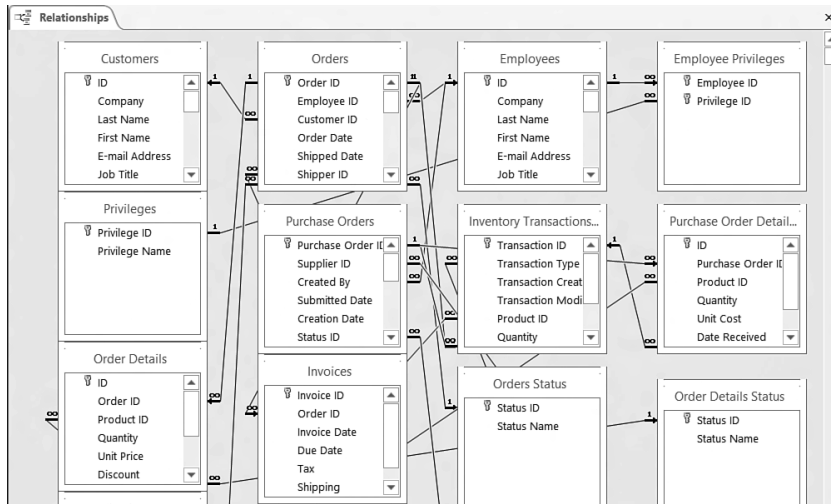 Relationships
Customers
ID
Company
Last Name
First Name
E-mail Address
Job Title
Orders
Order ID
Employee ID
Customer ID
Order Date
Shipped Date
Shipper ID
Employees
ID
Company
Last Name
First Name
E-mail Address
Job Title
Employee Privileges
Employee ID
Privilege ID
Privileges
Privilege ID
Privilege Name
Purchase Orders
Purchase Order ID
Supplier ID
Created By
Submitted Date
Creation Date
Status ID
Inventory Transactions...
Transaction ID
Transaction Type
Transaction Creat
Transaction Modi
Product ID
Quantity
Purchase Order Detail...
ID
Purchase Order ID
Product ID
Quantity
Unit Cost
Date Received
Order Details
ID
Order ID
Product ID
Quantity
Unit Price
Discount
Invoices
Invoice ID
Order ID
Invoice Date
Due Date
Tax
Shipping
Orders Status
Status ID
Status Name
Order Details Status
Status ID
Status Name